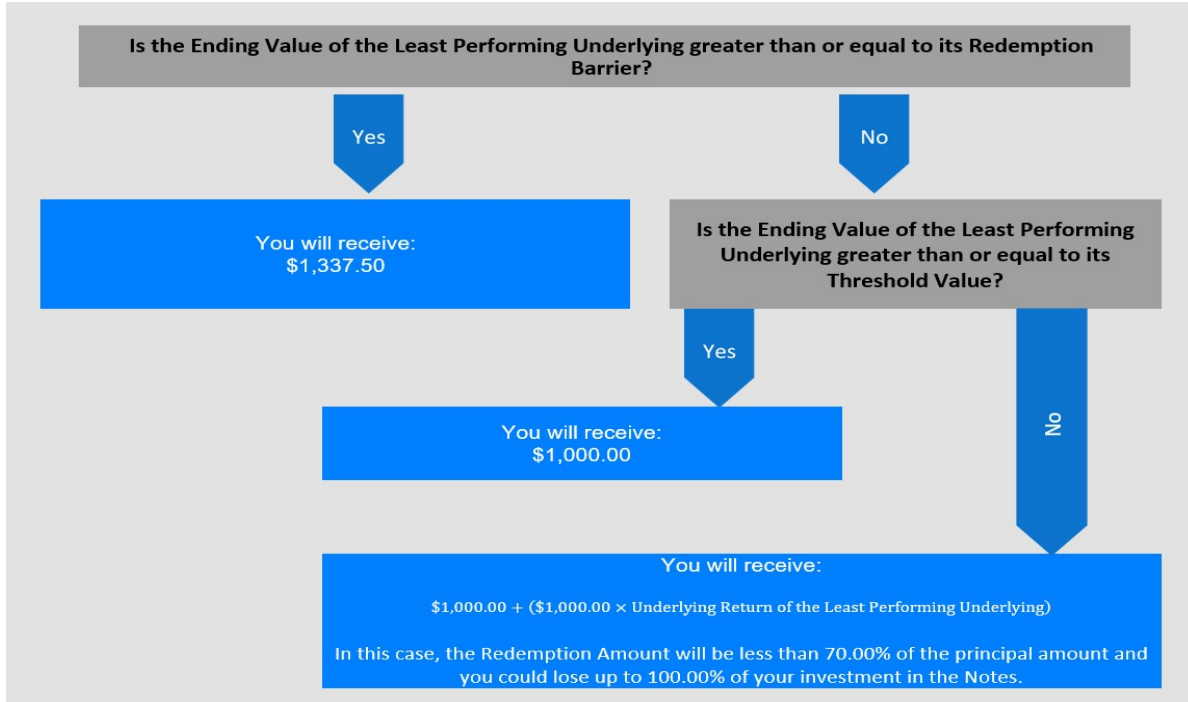 Is the Ending Value of the Least Performing Underlying greater than or equal to its Redemption
Barrier?
Yes
No
You will receive:
$1,337.50
Is the Ending Value of the Least Performing
Underlying greater than or equal to its
Threshold Value?
Yes
No
You will receive:
$1,000.00
You will receive:
$1,000.00 + ($1,000.00 × Underlying Return of the Least Performing Underlying)
In this case, the Redemption Amount will be less than 70.00% of the principal amount and
you could lose up to 100.00% of your investment in the Notes.